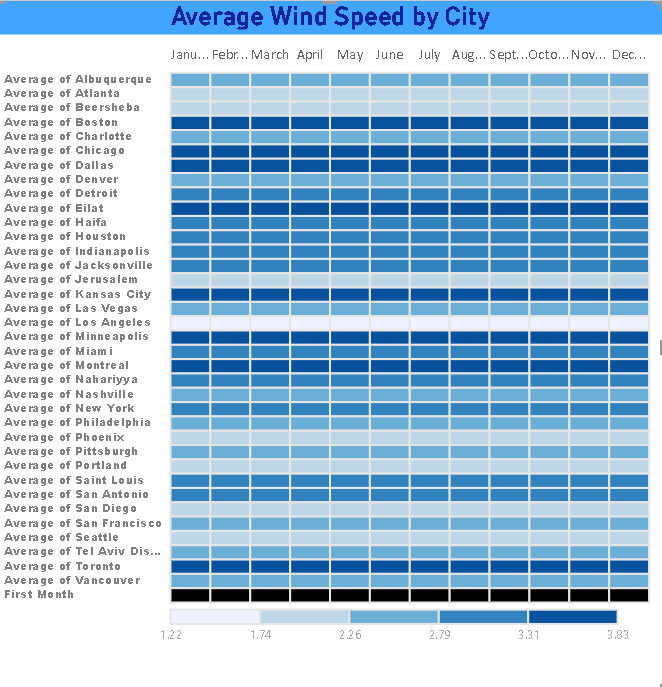 Average Wind Speed by City
Janu... Febr... March April May June July Aug... Sept... Octo... Nov... Dec...
Average of Albuquerque
Average of Atlanta
Average of Beersheba
Average of Boston
Average of Charlotte
Average of Chicago
Average of Dallas
Average of Denver
Average of Detroit
Average of Eilat
Average of Haifa
Average of Houston
Average of Indianapolis
Average of Jacksonville
Average of Jerusalem
Average of Kansas City
Average of Las Vegas
Average of Los Angeles
Average of Minneapolis
Average of Miami
Average of Montreal
Average of Nahariyya
Average of Nashville
Average of New York
Average of Philadelphia
Average of Phoenix
Average of Pittsburgh
Average of Portland
Average of Saint Louis
Average of San Antonio
Average of San Diego
Average of San Francisco
Average of Seattle
Average of Tel Aviv Dis...
Average of Toronto
Average of Vancouver
First Month
1.22 1.74 2.26 2.79 3.31 3.83